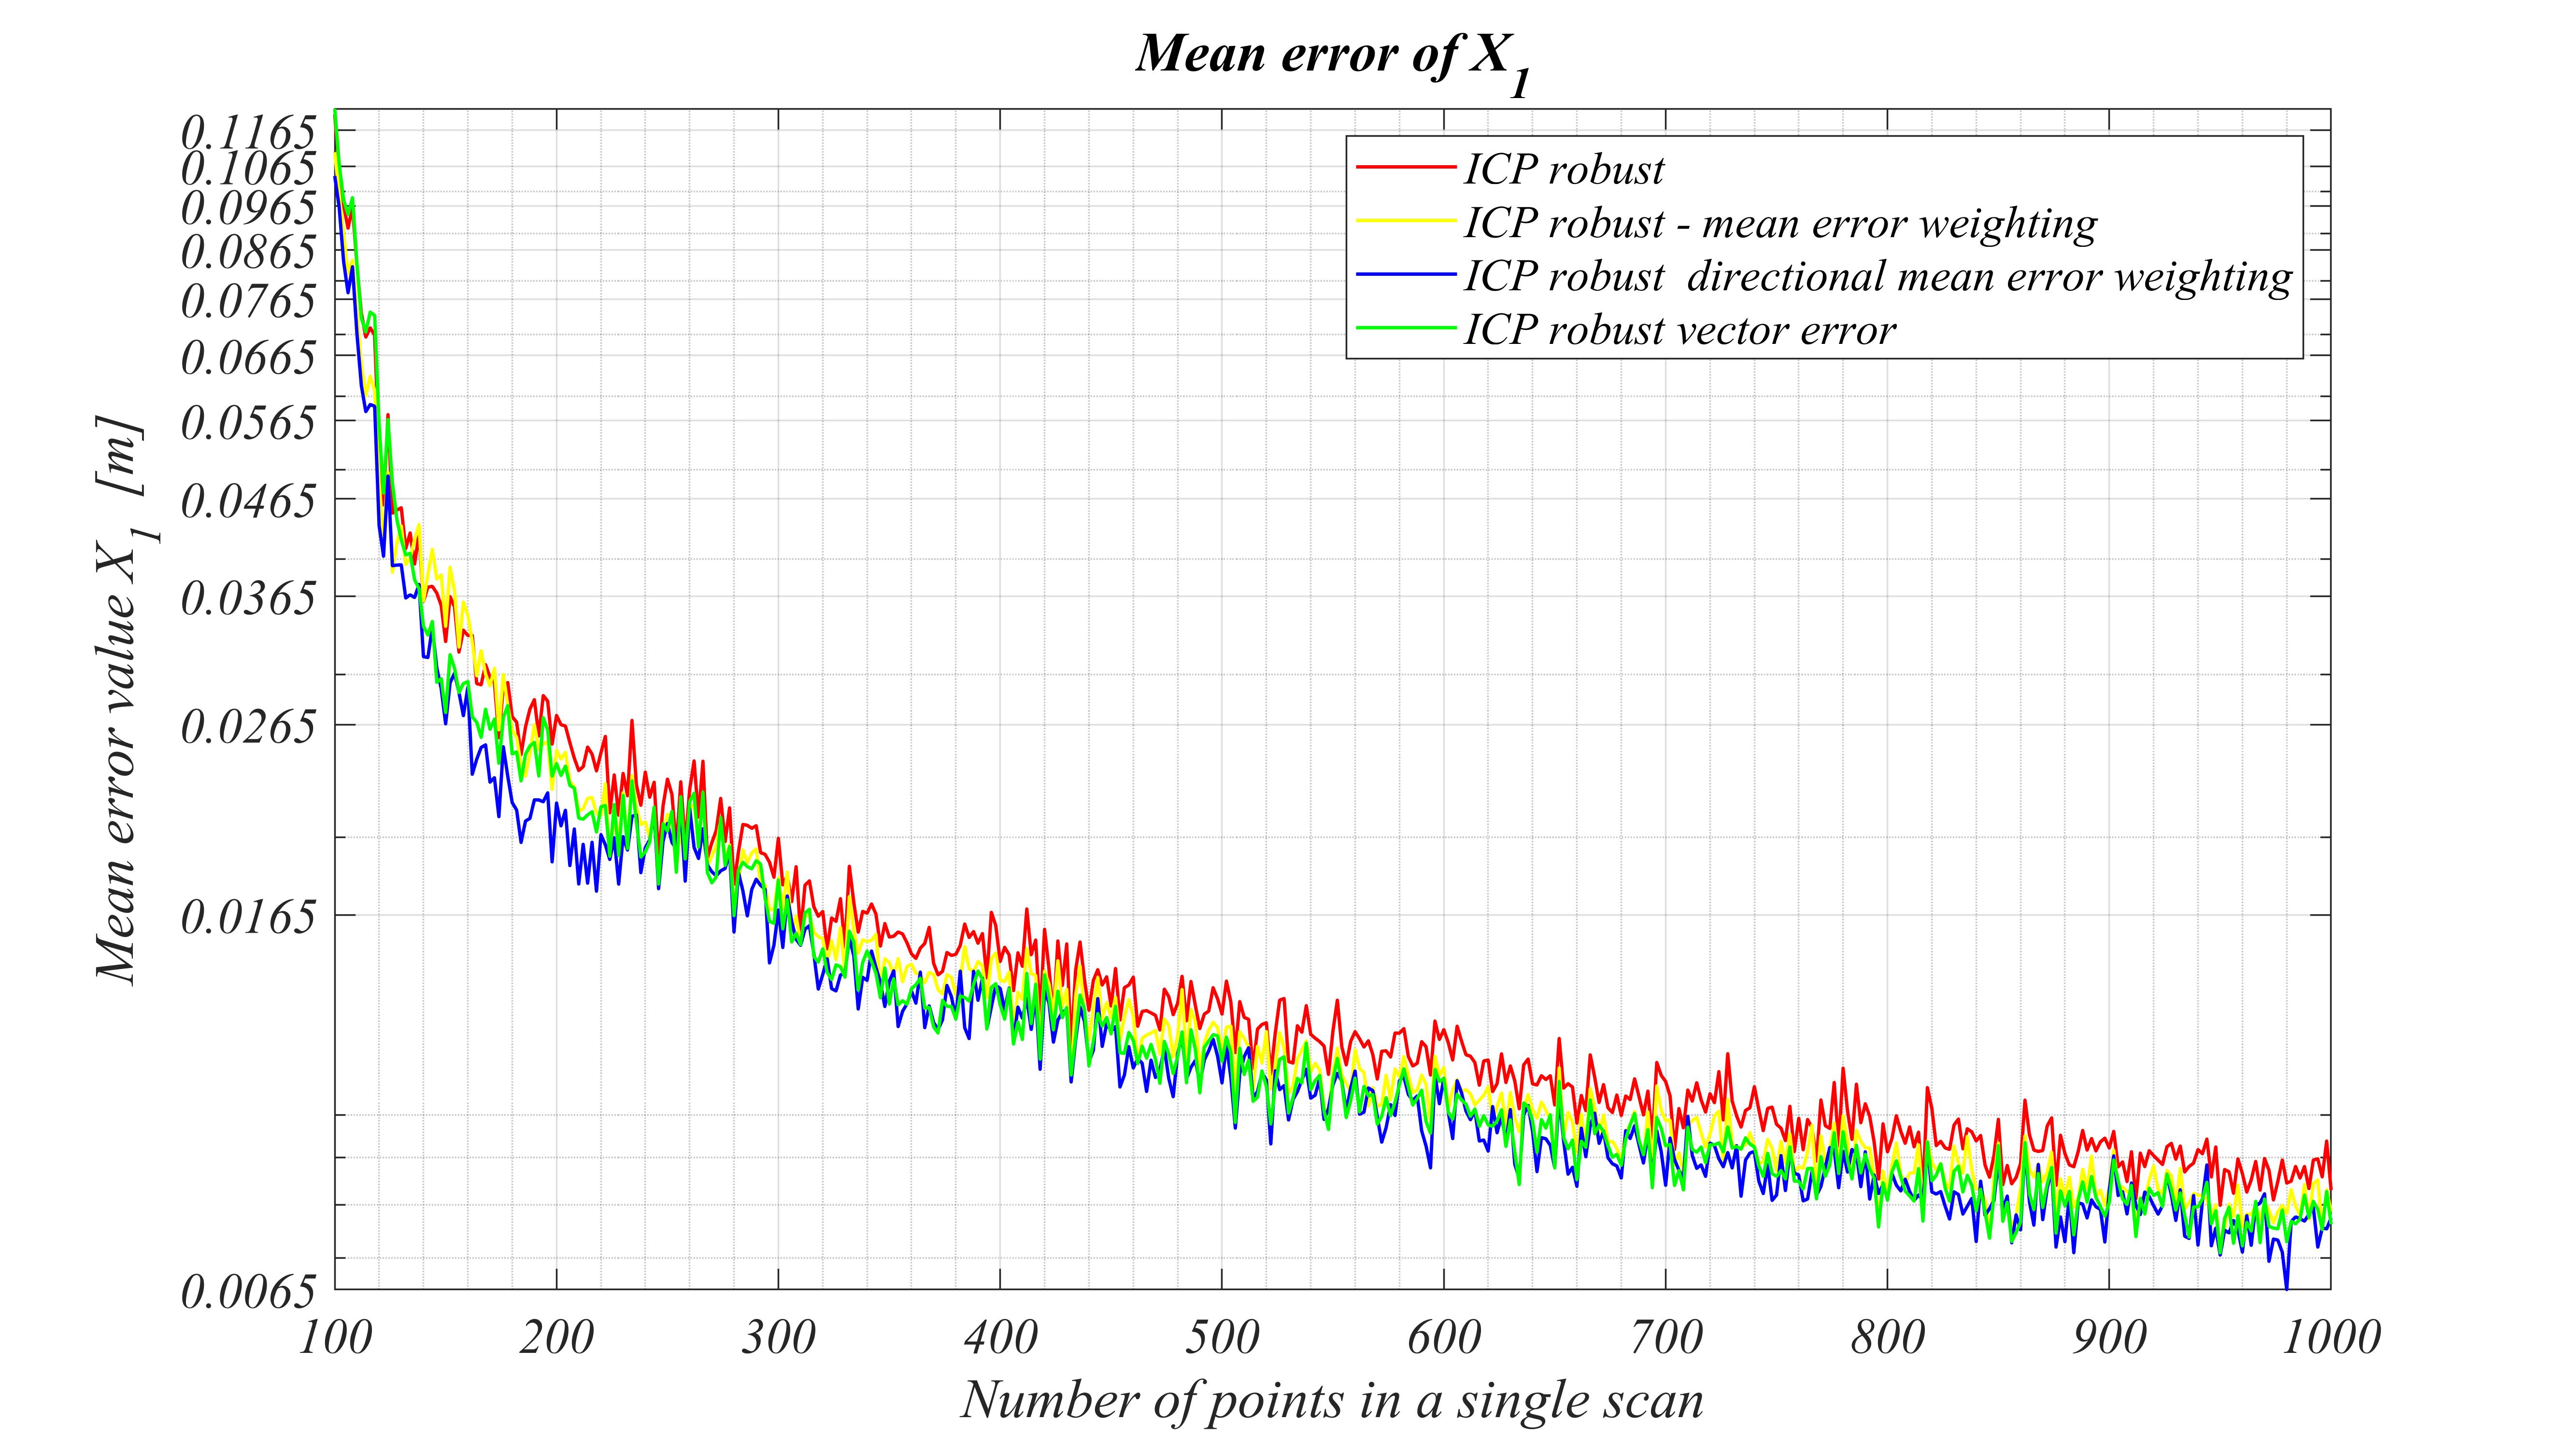 Mean error of X1
0.1165
0.1065
0.0965
0.0865
0.0765
0.0665
0.0565
0.0465
0.0365
0.0265
0.0165
0.0065
Mean error value X1 [m]
ICP robust
ICP robust - mean error weighting
ICP robust  directional mean error weighting
ICP robust vector error
100 200 300 400 500 600 700 800 900 1000
Number of points in a single scan